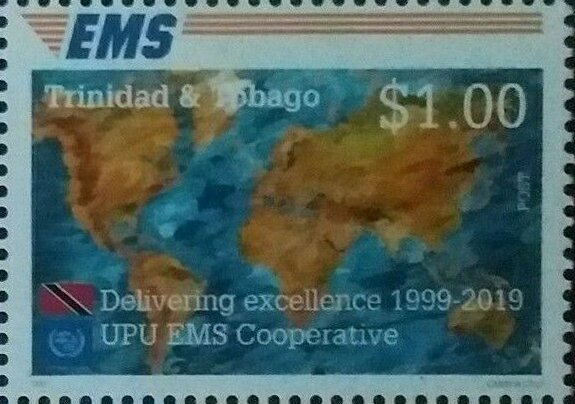 EMS
Trinidad & Tobago
$1.00
POST
Delivering excellence 1999-2019
UPU EMS Cooperative